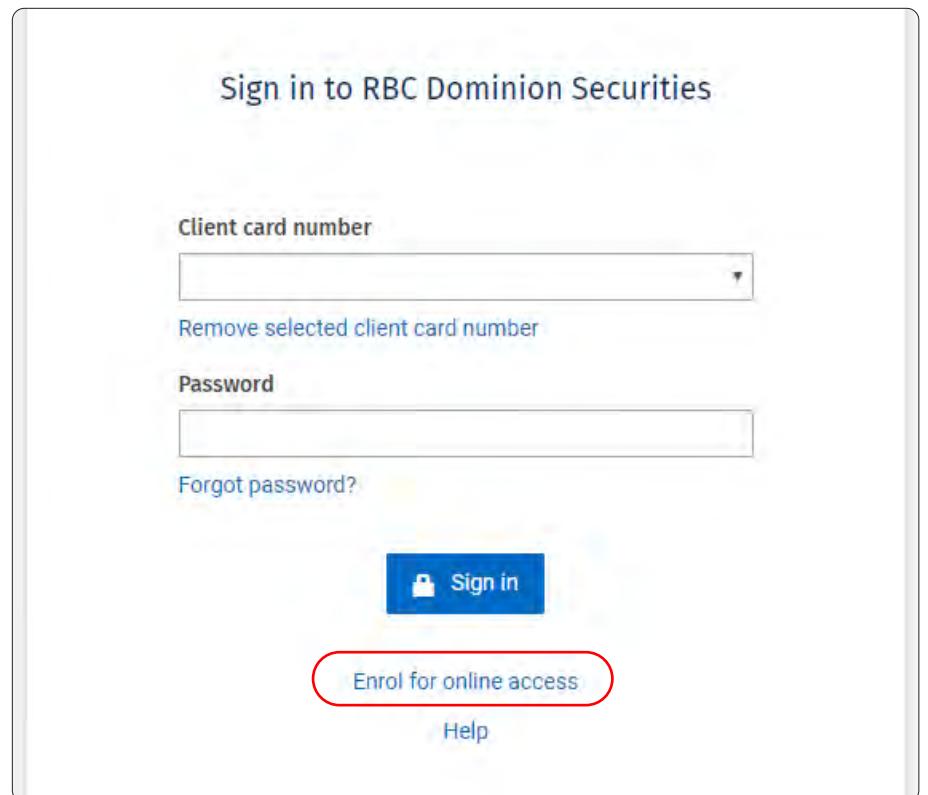 Sign in to RBC Dominion Securities
Client card number
Remove selected client card number
Password
Forgot password?
Sign in
Enrol for online access
Help